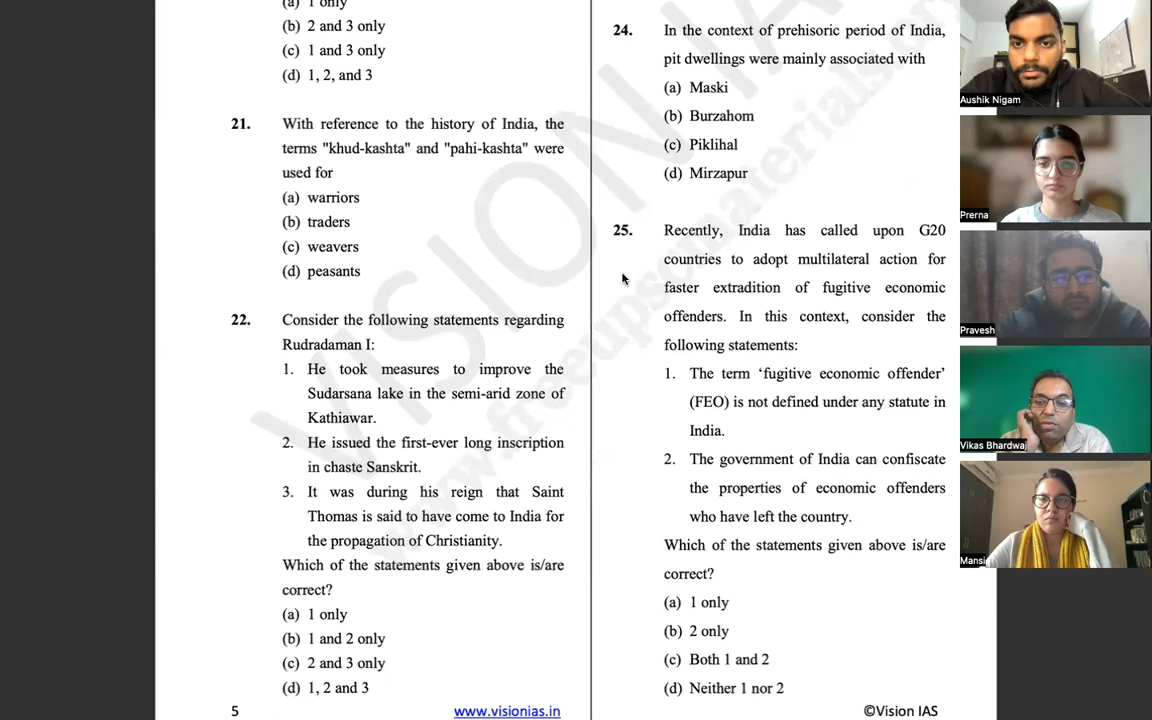 (a) 1 only
(b) 2 and 3 only
(c) 1 and 3 only
(d) 1, 2, and 3
21. With reference to the history of India, the
terms "khud-kashta" and "pahi-kashta" were
used for
(a) warriors
(b) traders
(c) weavers
(d) peasants
22. Consider the following statements regarding
Rudradaman I:
1. He took measures to improve the
Sudarsana lake in the semi-arid zone of
Kathiawar.
2. He issued the first-ever long inscription
in chaste Sanskrit.
3. It was during his reign that Saint
Thomas is said to have come to India for
the propagation of Christianity.
Which of the statements given above is/are
correct?
(a) 1 only
(b) 1 and 2 only
(c) 2 and 3 only
(d) 1, 2 and 3
24. In the context of prehisoric period of India,
pit dwellings were mainly associated with
(a) Maski
(b) Burzahom
(c) Piklihal
(d) Mirzapur
25. Recently, India has called upon G20
countries to adopt multilateral action for
faster extradition of fugitive economic
offenders. In this context, consider the
following statements:
1. The term ‘fugitive economic offender’
(FEO) is not defined under any statute in
India.
2. The government of India can confiscate
the properties of economic offenders
who have left the country.
Which of the statements given above is/are
correct?
(a) 1 only
(b) 2 only
(c) Both 1 and 2
(d) Neither 1 nor 2
5 www.visionias.in ©Vision IAS
VISION IA
Aushik Nigam
Prerna
Pravesh
Vikas Bhardwaj
Mansi